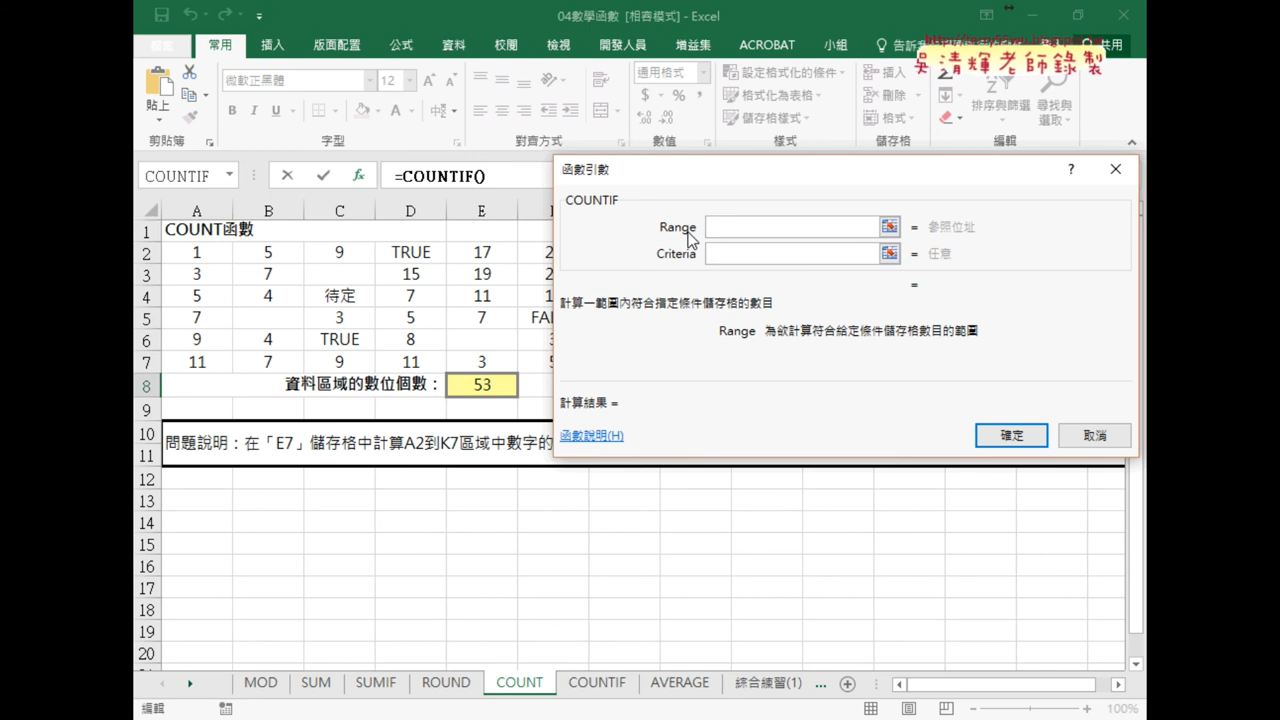 04數學函數 [相容模式] - Excel
常用 插入 版面配置 公式 資料 校閱 檢視 開發人員 增益集 ACROBAT 小組 告訴 共用
吳清輝老師錄製
微軟正黑體 12 通用格式 設定格式化的條件 插入
貼上 B I U A $ % 格式化為表格 刪除 排序與篩選 尋找與選取
儲存格樣式 格式
剪貼簿 字型 對齊方式 數值 樣式 儲存格 編輯
COUNTIF fx =COUNTIF()
A B C D E
1 COUNT函數
2 1 5 9 TRUE 17
3 3 7 15 19
4 5 4 待定 7 11
5 7 3 5 7
6 9 4 TRUE 8
7 11 7 9 11 3
8 資料區域的數位個數： 53
9
10 問題說明：在「E7」儲存格中計算A2到K7區域中數字的
11
12
13
14
15
16
17
18
19
20
函數引數 ?
COUNTIF
Range = 參照位址
Criteria = 任意
=
計算一範圍內符合指定條件儲存格的數目
Range 為欲計算符合給定條件儲存格數目的範圍
計算結果 =
函數說明(H) 確定 取消
MOD SUM SUMIF ROUND COUNT COUNTIF AVERAGE 綜合練習(1) ...
編輯 100%